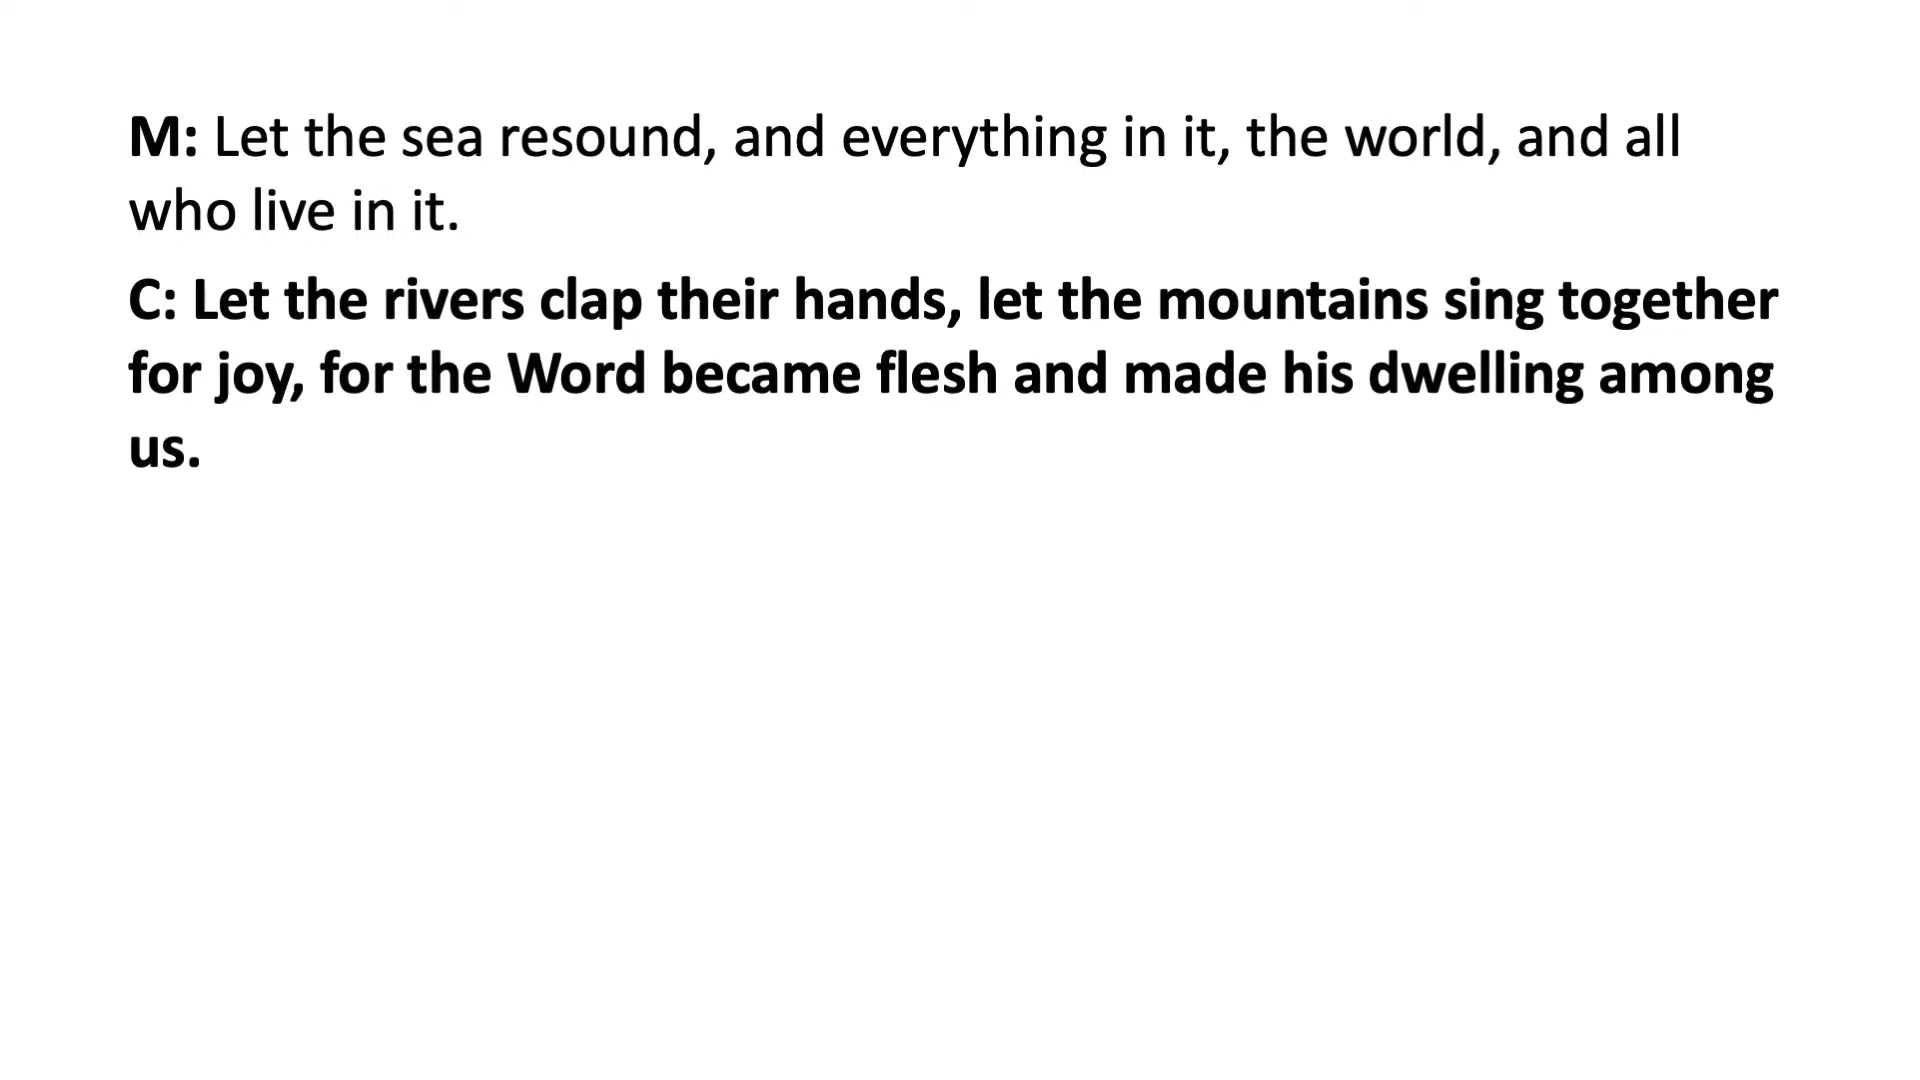 M: Let the sea resound, and everything in it, the world, and all
who live in it.
C: Let the rivers clap their hands, let the mountains sing together
for joy, for the Word became flesh and made his dwelling among
us.